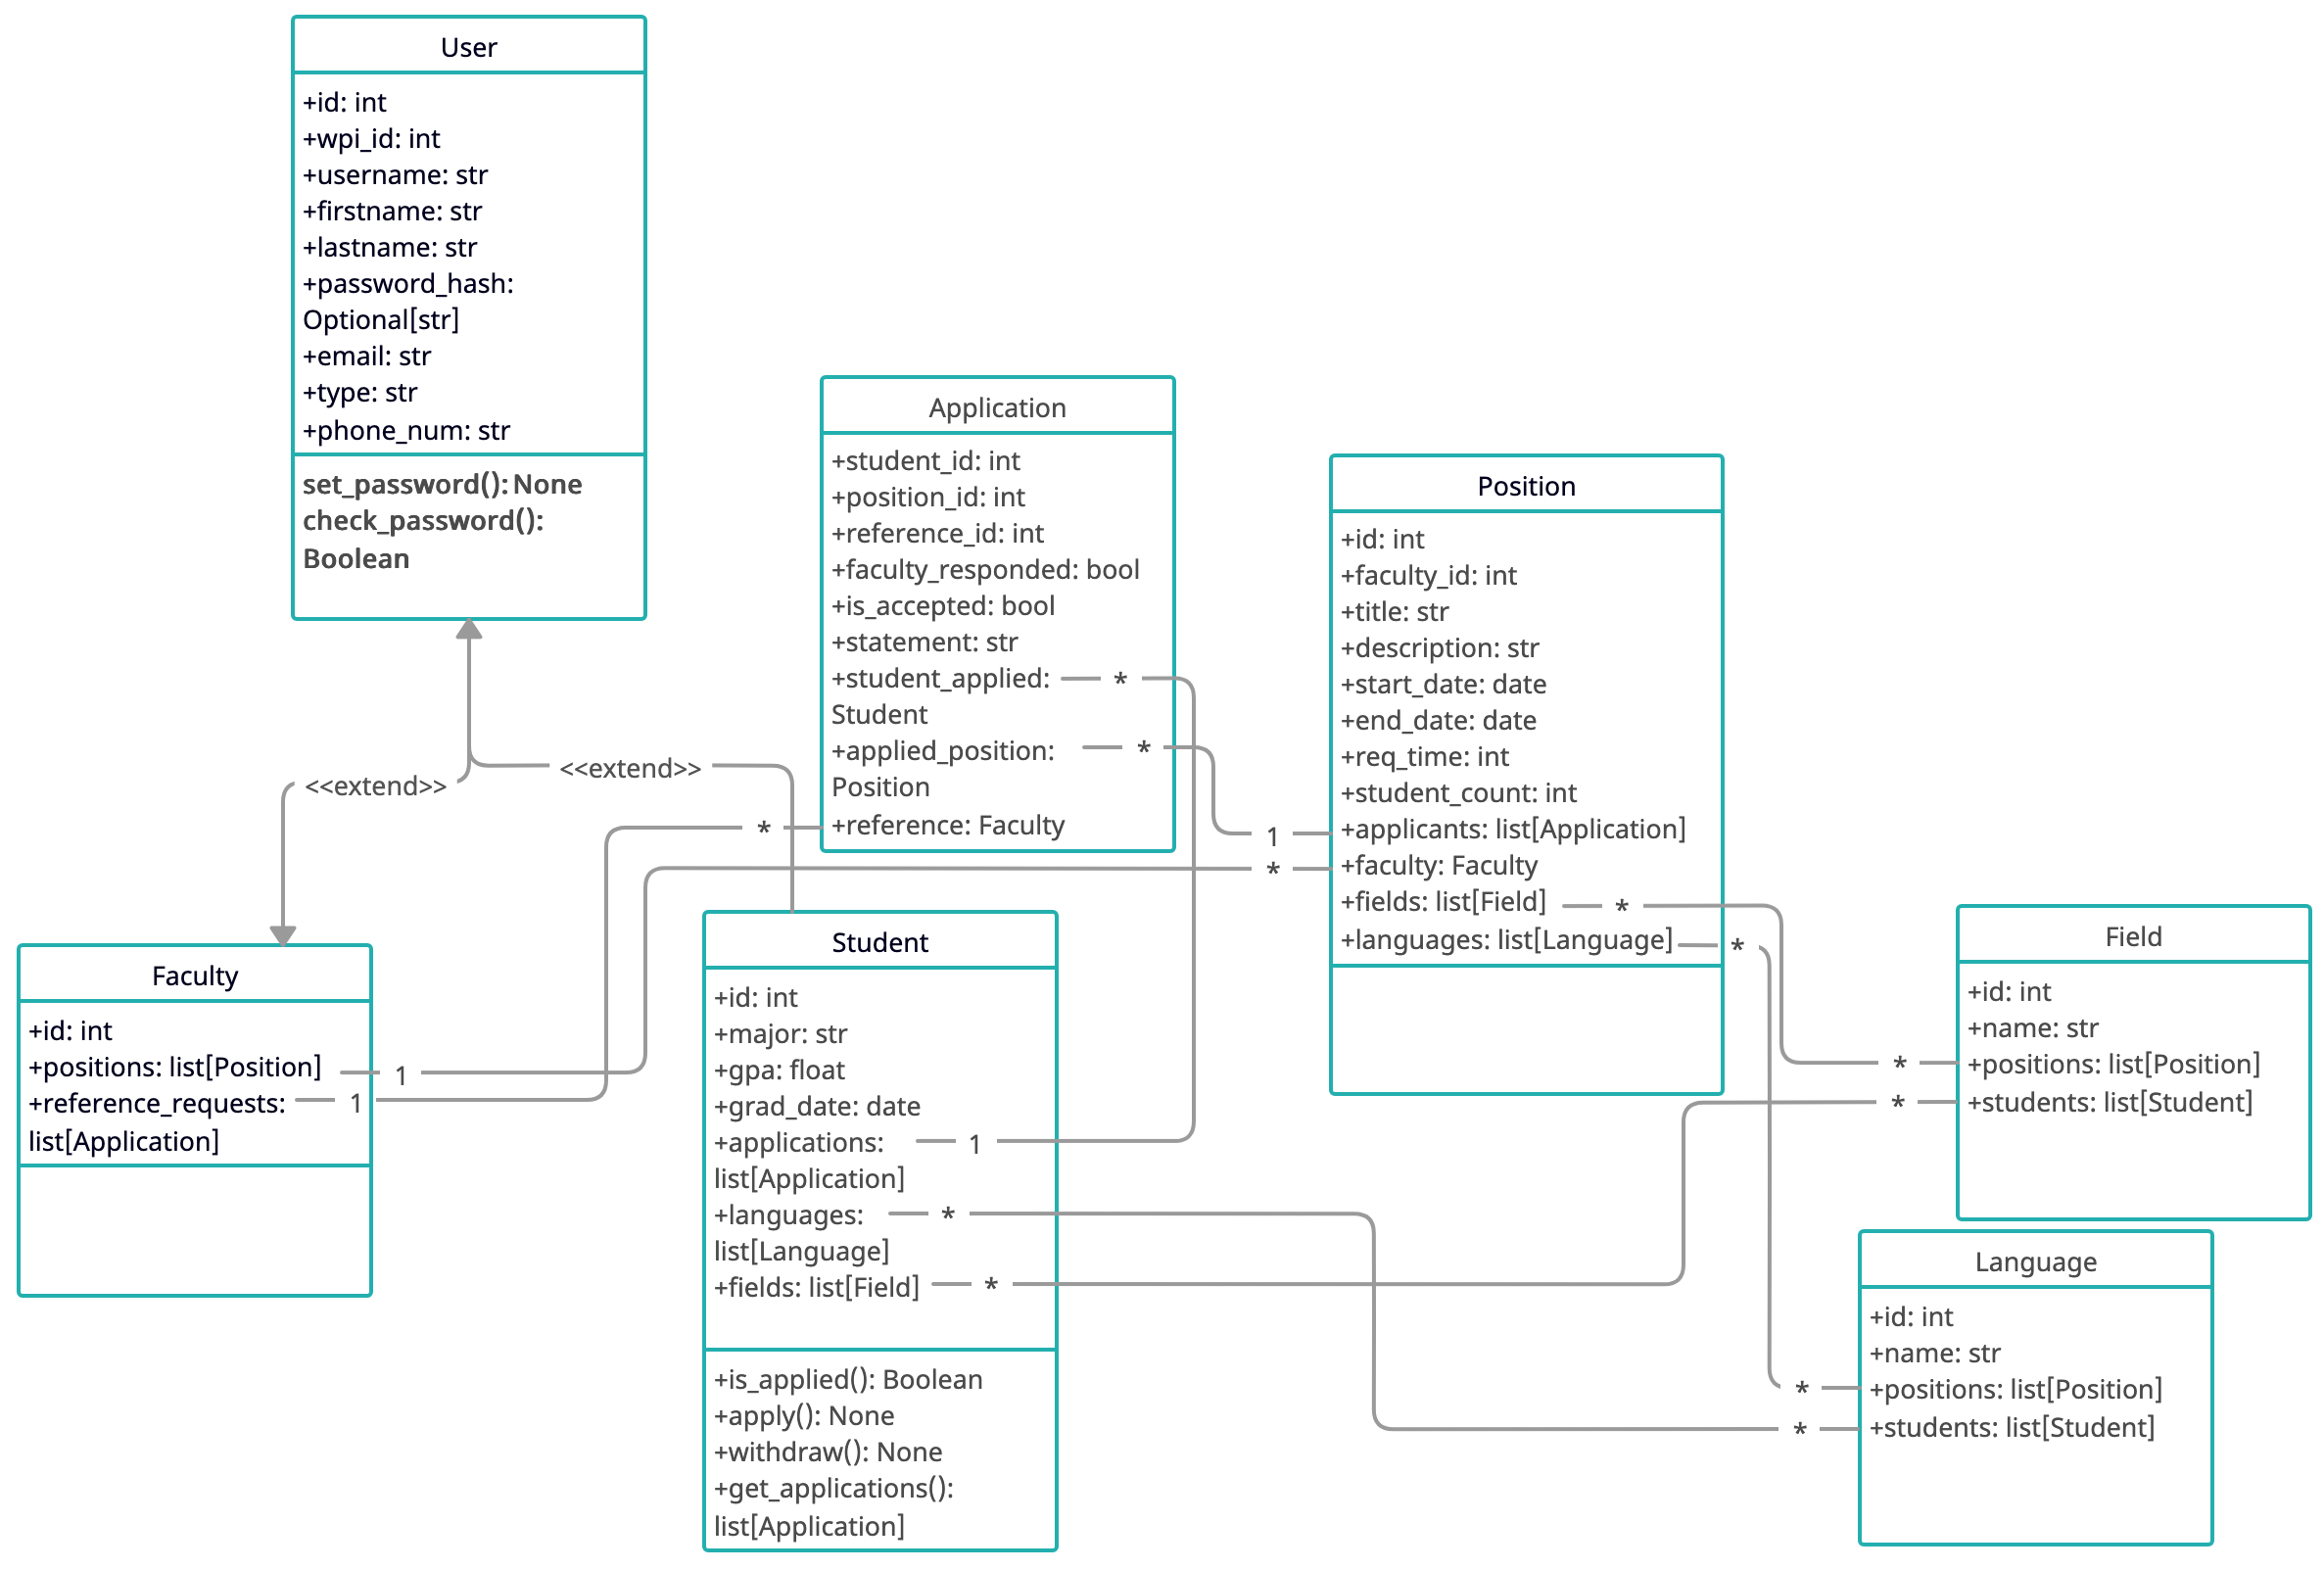 User
+id: int
+wpi_id: int
+username: str
+firstname: str
+lastname: str
+password_hash:
Optional[str]
+email: str
+type: str
+phone_num: str
set_password(): None
check_password():
Boolean
<<extend>>
<<extend>>
Application
+student_id: int
+position_id: int
+reference_id: int
+faculty_responded: bool
+is_accepted: bool
+statement: str
+student_applied: *
Student
+applied_position: *
Position
* +reference: Faculty
Position
+id: int
+faculty_id: int
+title: str
+description: str
+start_date: date
+end_date: date
+req_time: int
+student_count: int
1 +applicants: list[Application]
* +faculty: Faculty
+fields: list[Field] *
+languages: list[Language] *
Faculty
+id: int
+positions: list[Position] 1
+reference_requests: 1
list[Application]
Student
+id: int
+major: str
+gpa: float
+grad_date: date
+applications: 1
list[Application]
+languages: *
list[Language]
+fields: list[Field] *
+is_applied(): Boolean
+apply(): None
+withdraw(): None
+get_applications():
list[Application]
Field
+id: int
+name: str
* +positions: list[Position]
* +students: list[Student]
Language
+id: int
+name: str
* +positions: list[Position]
* +students: list[Student]